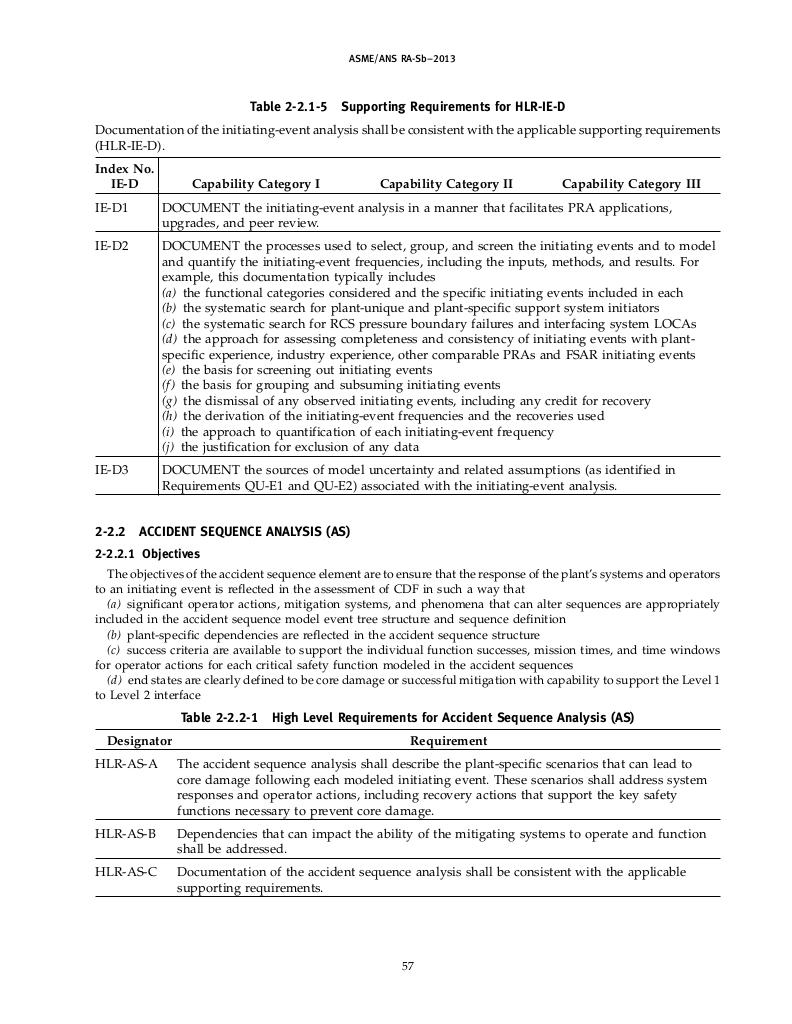 ASME/ANS RA-Sb–2013
Table 2-2.1-5 Supporting Requirements for HLR-IE-D
Documentation of the initiating-event analysis shall be consistent with the applicable supporting requirements
(HLR-IE-D).
Index No.
IE-D Capability Category I Capability Category II Capability Category III
IE-D1 DOCUMENT the initiating-event analysis in a manner that facilitates PRA applications,
upgrades, and peer review.
IE-D2 DOCUMENT the processes used to select, group, and screen the initiating events and to model
and quantify the initiating-event frequencies, including the inputs, methods, and results. For
example, this documentation typically includes
(a) the functional categories considered and the specific initiating events included in each
(b) the systematic search for plant-unique and plant-specific support system initiators
(c) the systematic search for RCS pressure boundary failures and interfacing system LOCAs
(d) the approach for assessing completeness and consistency of initiating events with plant-
specific experience, industry experience, other comparable PRAs and FSAR initiating events
(e) the basis for screening out initiating events
(f) the basis for grouping and subsuming initiating events
(g) the dismissal of any observed initiating events, including any credit for recovery
(h) the derivation of the initiating-event frequencies and the recoveries used
(i) the approach to quantification of each initiating-event frequency
(j) the justification for exclusion of any data
IE-D3 DOCUMENT the sources of model uncertainty and related assumptions (as identified in
Requirements QU-E1 and QU-E2) associated with the initiating-event analysis.
2-2.2 ACCIDENT SEQUENCE ANALYSIS (AS)
2-2.2.1 Objectives
The objectives of the accident sequence element are to ensure that the response of the plant's systems and operators
to an initiating event is reflected in the assessment of CDF in such a way that
(a) significant operator actions, mitigation systems, and phenomena that can alter sequences are appropriately
included in the accident sequence model event tree structure and sequence definition
(b) plant-specific dependencies are reflected in the accident sequence structure
(c) success criteria are available to support the individual function successes, mission times, and time windows
for operator actions for each critical safety function modeled in the accident sequences
(d) end states are clearly defined to be core damage or successful mitigation with capability to support the Level 1
to Level 2 interface
Table 2-2.2-1 High Level Requirements for Accident Sequence Analysis (AS)
Designator Requirement
HLR-AS-A The accident sequence analysis shall describe the plant-specific scenarios that can lead to
core damage following each modeled initiating event. These scenarios shall address system
responses and operator actions, including recovery actions that support the key safety
functions necessary to prevent core damage.
HLR-AS-B Dependencies that can impact the ability of the mitigating systems to operate and function
shall be addressed.
HLR-AS-C Documentation of the accident sequence analysis shall be consistent with the applicable
supporting requirements.
57